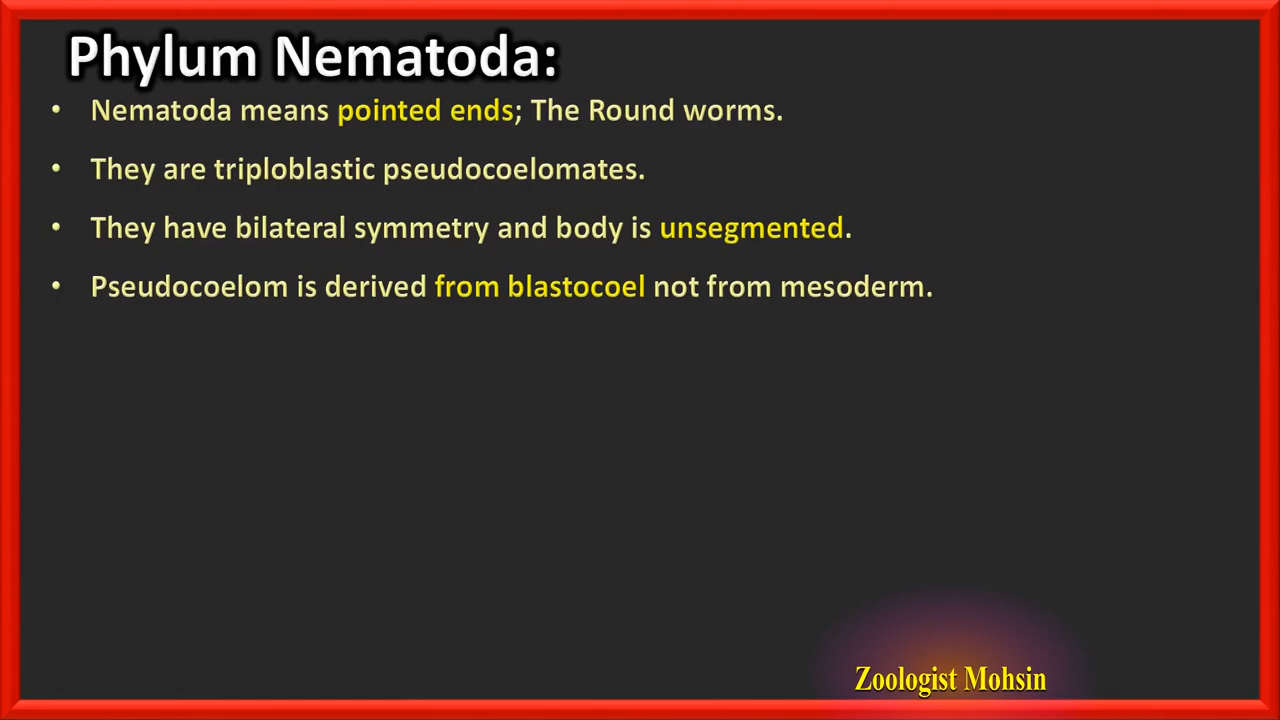 Phylum Nematoda:
• Nematoda means pointed ends; The Round worms.
• They are triploblastic pseudocoelomates.
• They have bilateral symmetry and body is unsegmented.
• Pseudocoelom is derived from blastocoel not from mesoderm.
Zoologist Mohsin